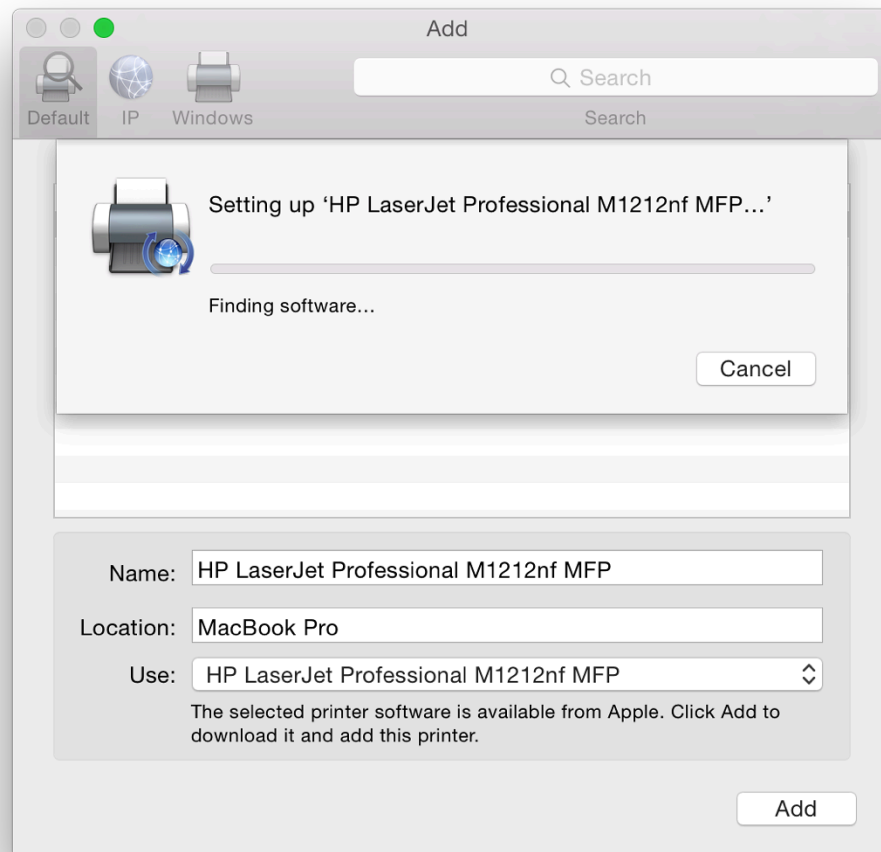 Add
Search
Default IP Windows Search
Setting up ‘HP LaserJet Professional M1212nf MFP...’
Finding software...
Cancel
Name: HP LaserJet Professional M1212nf MFP
Location: MacBook Pro
Use: HP LaserJet Professional M1212nf MFP
The selected printer software is available from Apple. Click Add to
download it and add this printer.
Add